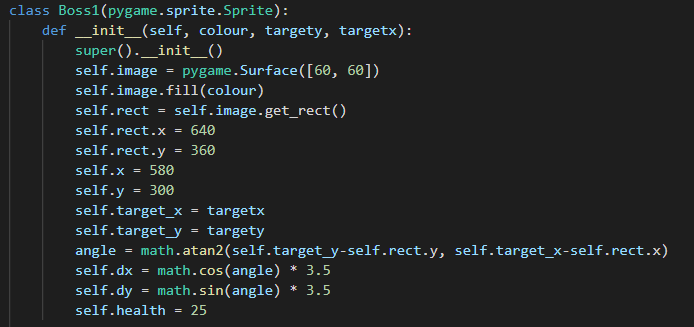 class Boss1(pygame.sprite.Sprite):
    def __init__(self, colour, targety, targetx):
        super().__init__()
        self.image = pygame.Surface([60, 60])
        self.image.fill(colour)
        self.rect = self.image.get_rect()
        self.rect.x = 640
        self.rect.y = 360
        self.x = 580
        self.y = 300
        self.target_x = targetx
        self.target_y = targety
        angle = math.atan2(self.target_y-self.rect.y, self.target_x-self.rect.x)
        self.dx = math.cos(angle) * 3.5
        self.dy = math.sin(angle) * 3.5
        self.health = 25